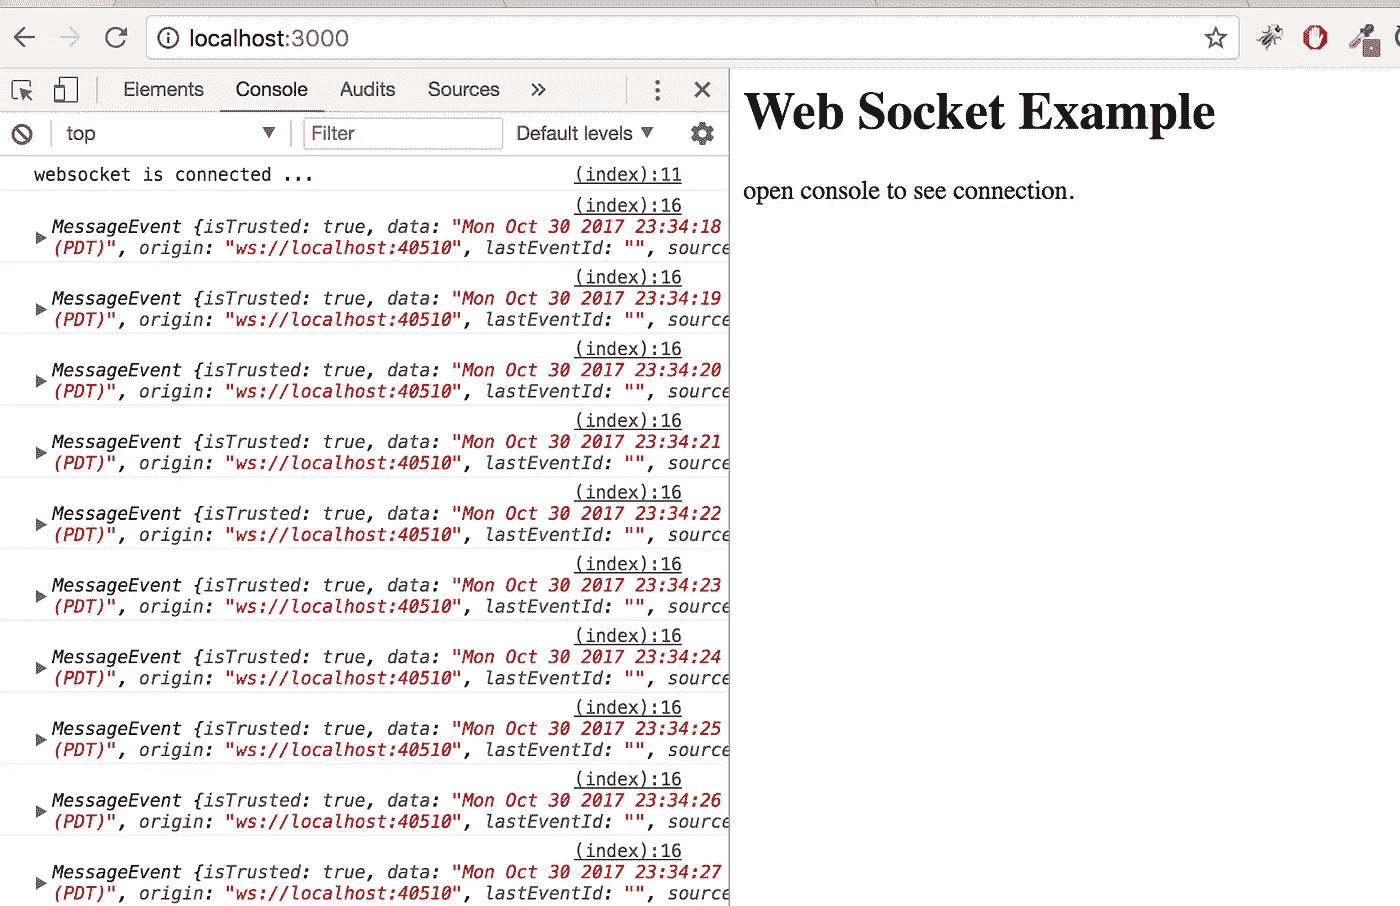 localhost:3000
Elements Console Audits Sources »
top Filter Default levels
websocket is connected ... (index):11
(index):16
MessageEvent {isTrusted: true, data: "Mon Oct 30 2017 23:34:18
(PDT)", origin: "ws://localhost:40510", lastEventId: "", source
(index):16
MessageEvent {isTrusted: true, data: "Mon Oct 30 2017 23:34:19
(PDT)", origin: "ws://localhost:40510", lastEventId: "", source
(index):16
MessageEvent {isTrusted: true, data: "Mon Oct 30 2017 23:34:20
(PDT)", origin: "ws://localhost:40510", lastEventId: "", source
(index):16
MessageEvent {isTrusted: true, data: "Mon Oct 30 2017 23:34:21
(PDT)", origin: "ws://localhost:40510", lastEventId: "", source
(index):16
MessageEvent {isTrusted: true, data: "Mon Oct 30 2017 23:34:22
(PDT)", origin: "ws://localhost:40510", lastEventId: "", source
(index):16
MessageEvent {isTrusted: true, data: "Mon Oct 30 2017 23:34:23
(PDT)", origin: "ws://localhost:40510", lastEventId: "", source
(index):16
MessageEvent {isTrusted: true, data: "Mon Oct 30 2017 23:34:24
(PDT)", origin: "ws://localhost:40510", lastEventId: "", source
(index):16
MessageEvent {isTrusted: true, data: "Mon Oct 30 2017 23:34:25
(PDT)", origin: "ws://localhost:40510", lastEventId: "", source
(index):16
MessageEvent {isTrusted: true, data: "Mon Oct 30 2017 23:34:26
(PDT)", origin: "ws://localhost:40510", lastEventId: "", source
(index):16
MessageEvent {isTrusted: true, data: "Mon Oct 30 2017 23:34:27
(PDT)", origin: "ws://localhost:40510", lastEventId: "", source
Web Socket Example
open console to see connection.